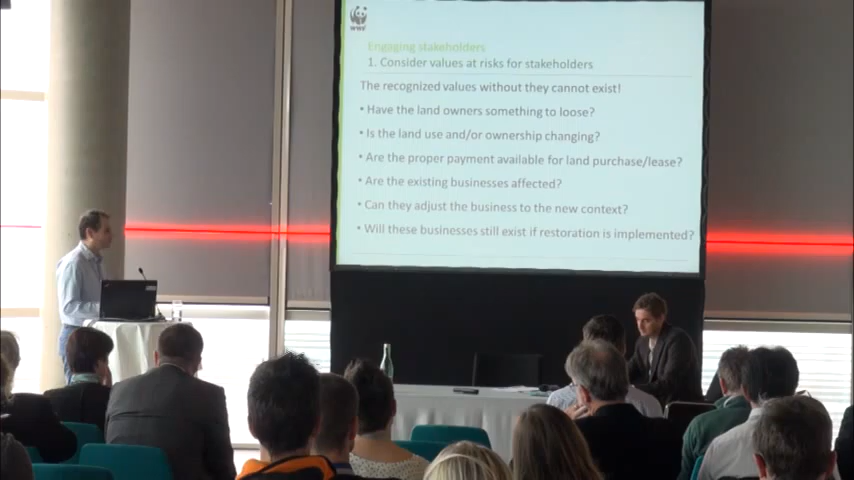 WWF
Engaging stakeholders
1. Consider values at risks for stakeholders
The recognized values without they cannot exist!
• Have the land owners something to loose?
• Is the land use and/or ownership changing?
• Are the proper payment available for land purchase/lease?
• Are the existing businesses affected?
• Can they adjust the business to the new context?
• Will these businesses still exist if restoration is implemented?